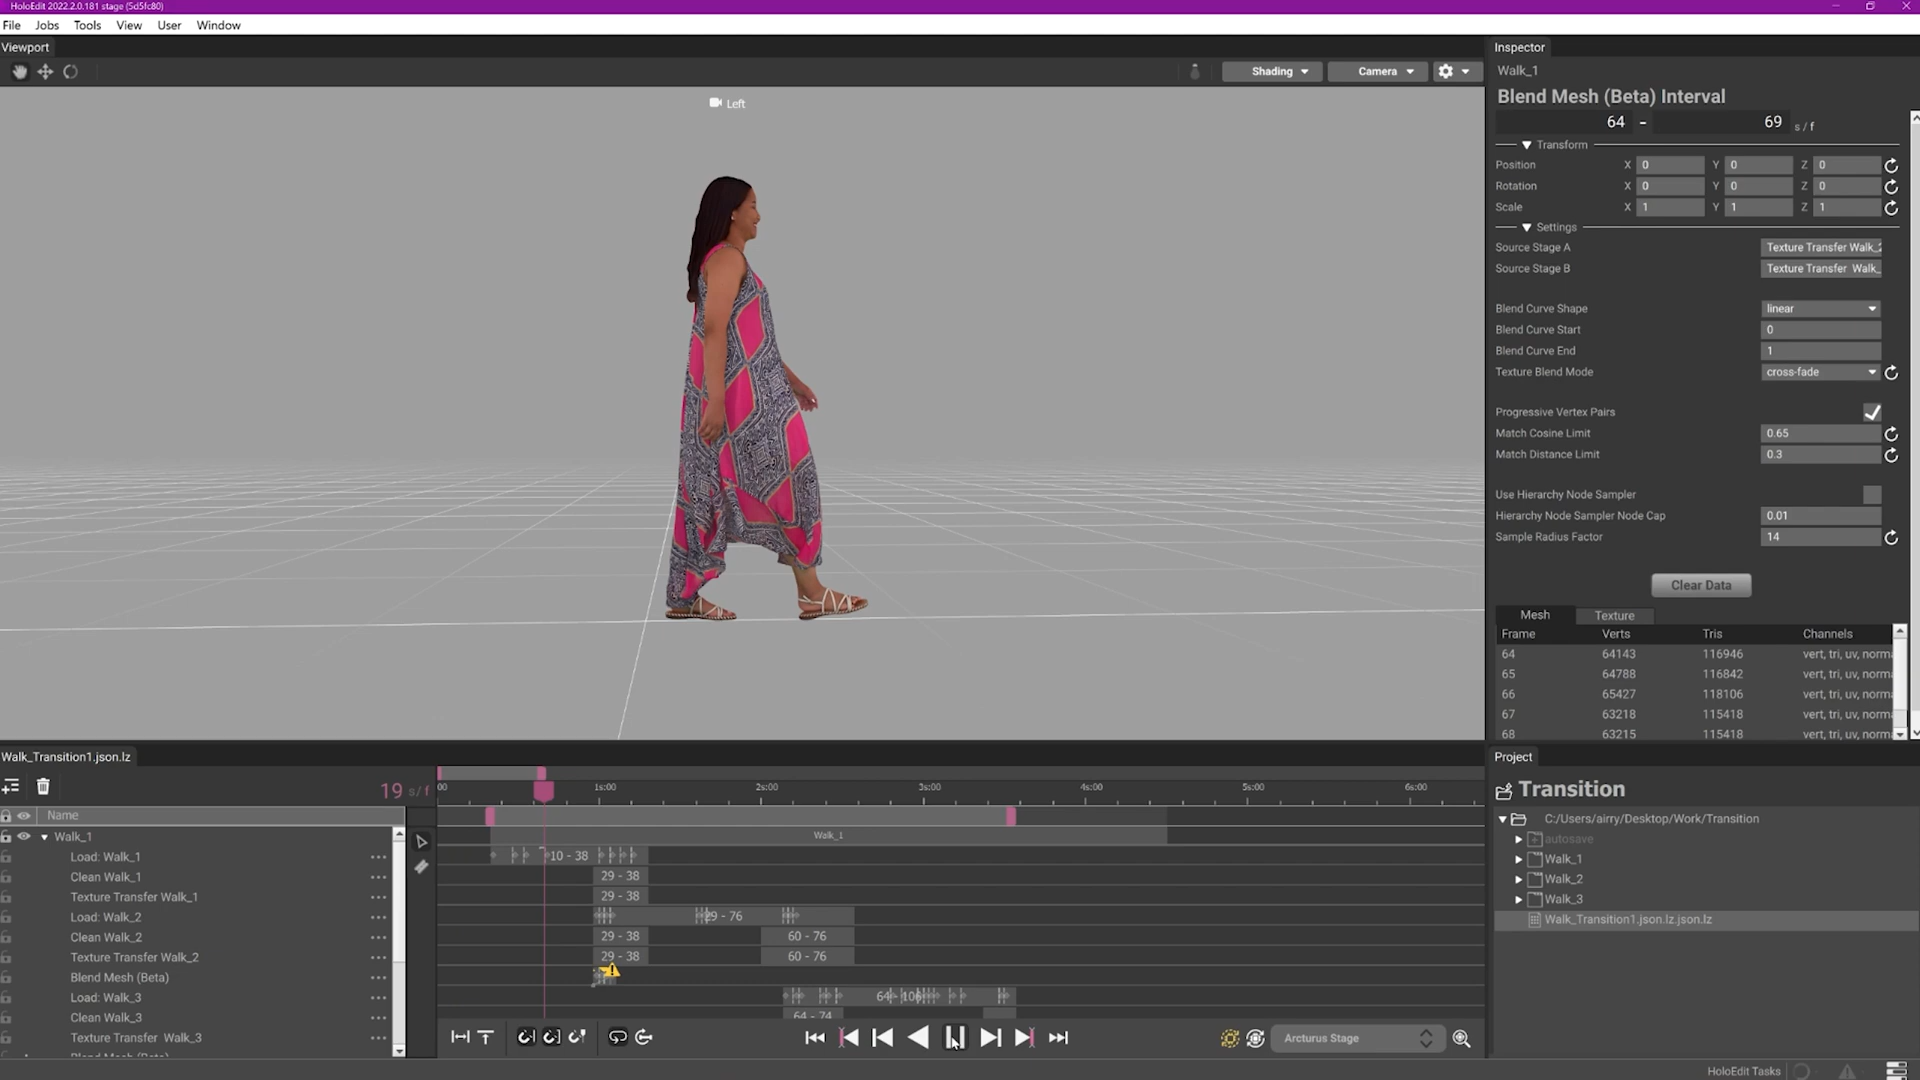 HoloEdit 2022.2.0.181 stage (5d5fc80)
File Jobs Tools View User Window
Viewport
Shading Camera
Left
Inspector
Walk_1
Blend Mesh (Beta) Interval
64 - 69 s / f
Transform
Position X 0 Y 0 Z 0
Rotation X 0 Y 0 Z 0
Scale X 1 Y 1 Z 1
Settings
Source Stage A Texture Transfer Walk_2
Source Stage B Texture Transfer Walk_
Blend Curve Shape linear
Blend Curve Start 0
Blend Curve End 1
Texture Blend Mode cross-fade
Progressive Vertex Pairs
Match Cosine Limit 0.65
Match Distance Limit 0.3
Use Hierarchy Node Sampler
Hierarchy Node Sampler Node Cap 0.01
Sample Radius Factor 14
Clear Data
Mesh Texture
Frame Verts Tris Channels
64 64143 116946 vert, tri, uv, norm
65 64788 116842 vert, tri, uv, norm
66 65427 118106 vert, tri, uv, norm
67 63218 115418 vert, tri, uv, norm
68 63215 115418 vert, tri, uv, norm
Walk_Transition1.json.lz
19 s / f
00 1s:00 2s:00 3s:00 4s:00 5s:00 6s:00
Name
Walk_1
Walk_1
Load: Walk_1 10 - 38
Clean Walk_1 29 - 38
Texture Transfer Walk_1 29 - 38
Load: Walk_2 29 - 76
Clean Walk_2 29 - 38 60 - 76
Texture Transfer Walk_2 29 - 38 60 - 76
Blend Mesh (Beta)
Load: Walk_3 64 - 106
Clean Walk_3 64 - 74
Texture Transfer Walk_3
Blend Mesh (Beta)
Arcturus Stage
Project
Transition
C:/Users/airry/Desktop/Work/Transition
autosave
Walk_1
Walk_2
Walk_3
Walk_Transition1.json.lz.json.lz
HoloEdit Tasks